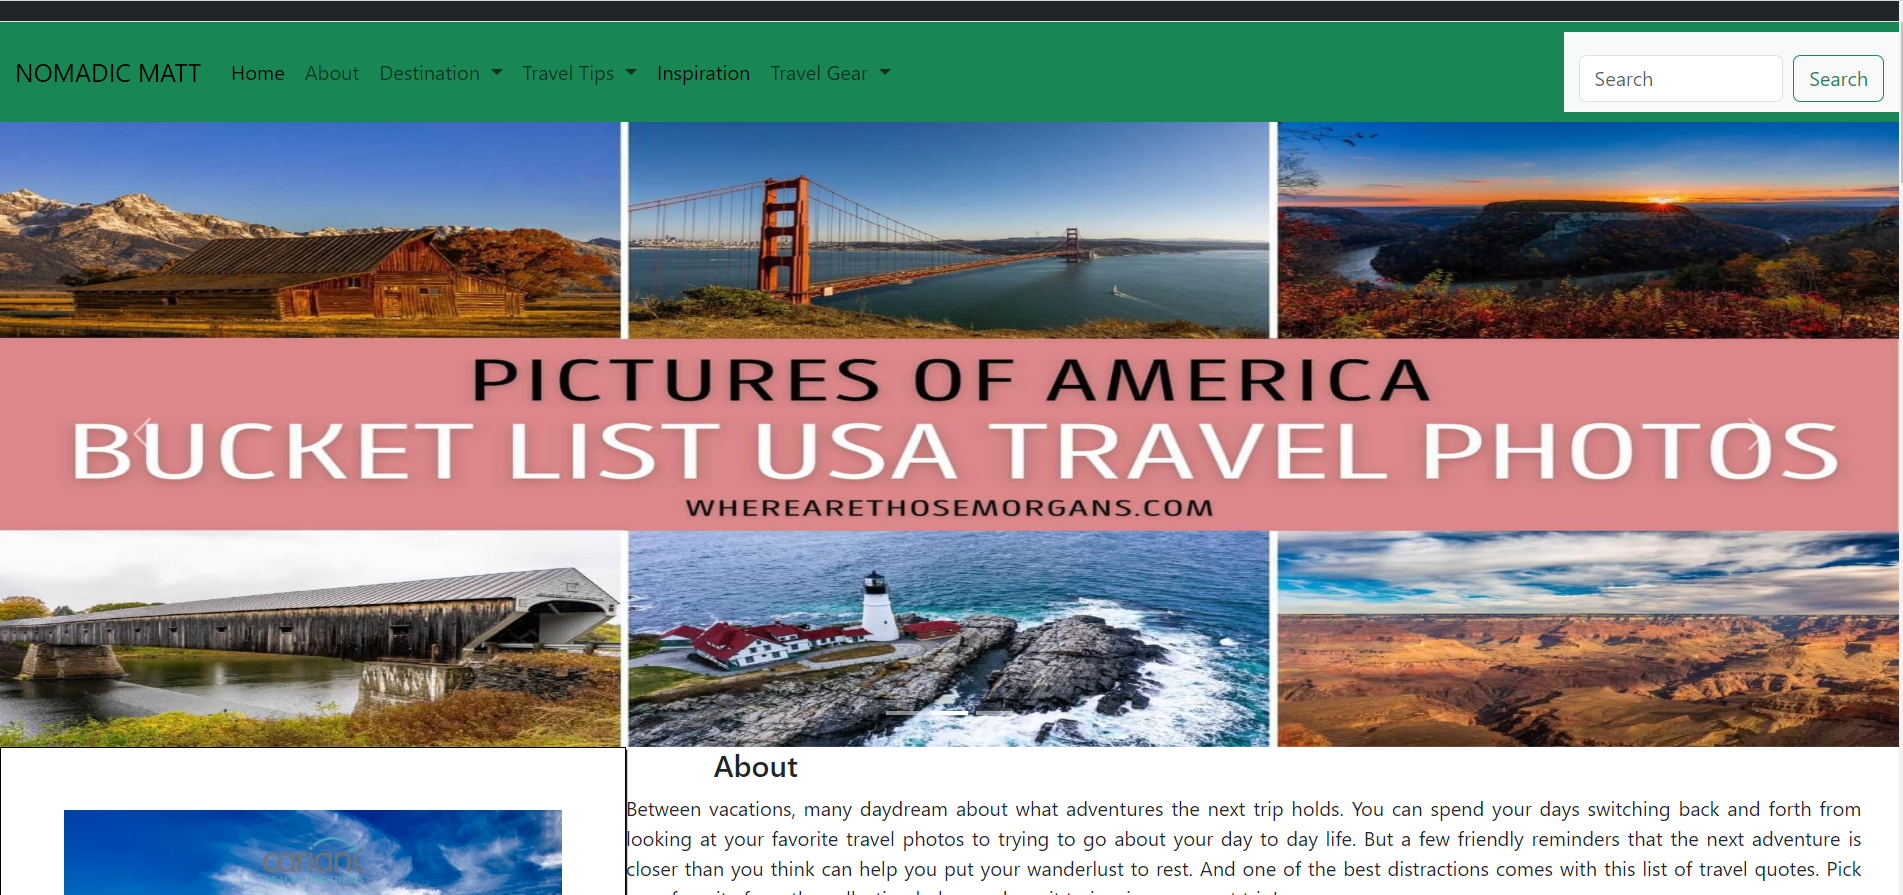 NOMADIC MATT Home About Destination Travel Tips Inspiration Travel Gear Search Search
PICTURES OF AMERICA
BUCKET LIST USA TRAVEL PHOTOS
WHEREARETHOSEMORGANS.COM
About
Between vacations, many daydream about what adventures the next trip holds. You can spend your days switching back and forth from
looking at your favorite travel photos to trying to go about your day to day life. But a few friendly reminders that the next adventure is
closer than you think can help you put your wanderlust to rest. And one of the best distractions comes with this list of travel quotes. Pick
cariant